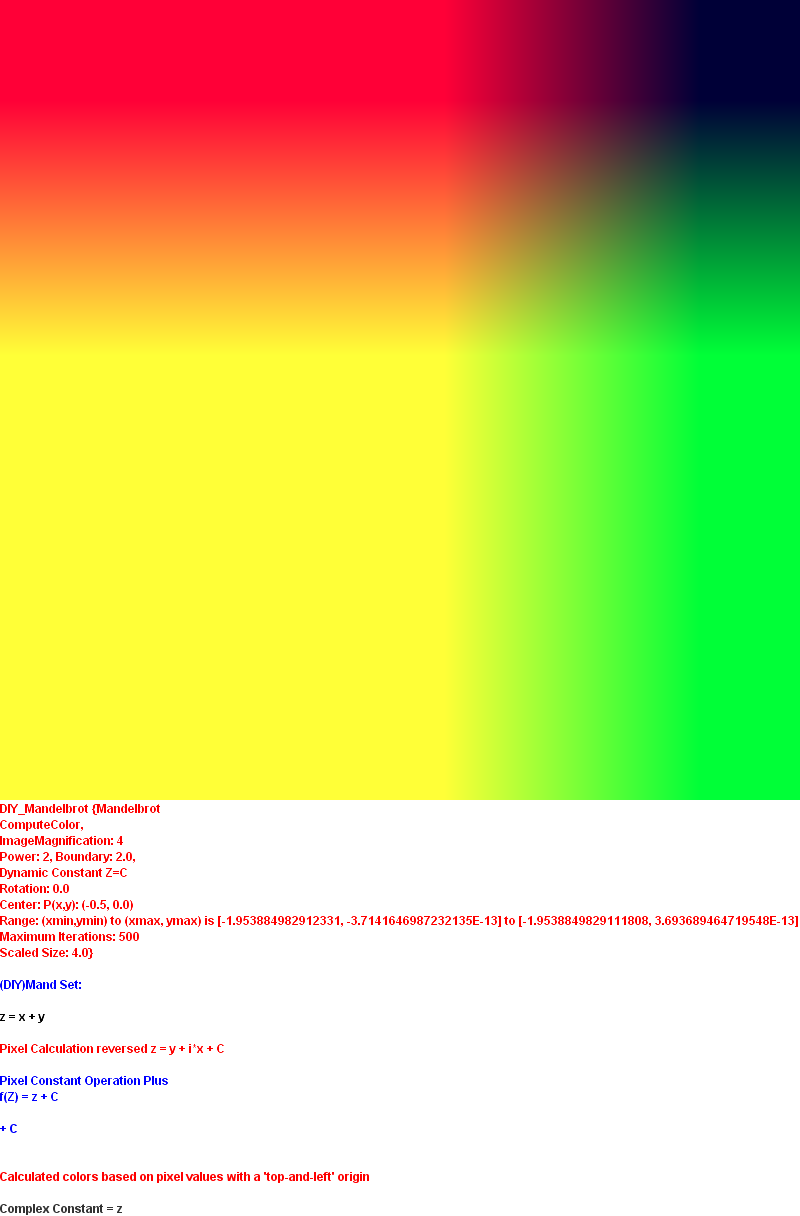 DIY_Mandelbrot {Mandelbrot
ComputeColor,
ImageMagnification: 4
Power: 2, Boundary: 2.0,
Dynamic Constant Z=C
Rotation: 0.0
Center: P(x,y): (-0.5, 0.0)
Range: (xmin,ymin) to (xmax, ymax) is [-1.953884982912331, -3.7141646987232135E-13] to [-1.9538849829111808, 3.693689464719548E-13]
Maximum Iterations: 500
Scaled Size: 4.0}
(DIY)Mand Set:
z = x + y
Pixel Calculation reversed z = y + i*x + C
Pixel Constant Operation Plus
f(Z) = z + C
+ C
Calculated colors based on pixel values with a 'top-and-left' origin
Complex Constant = z